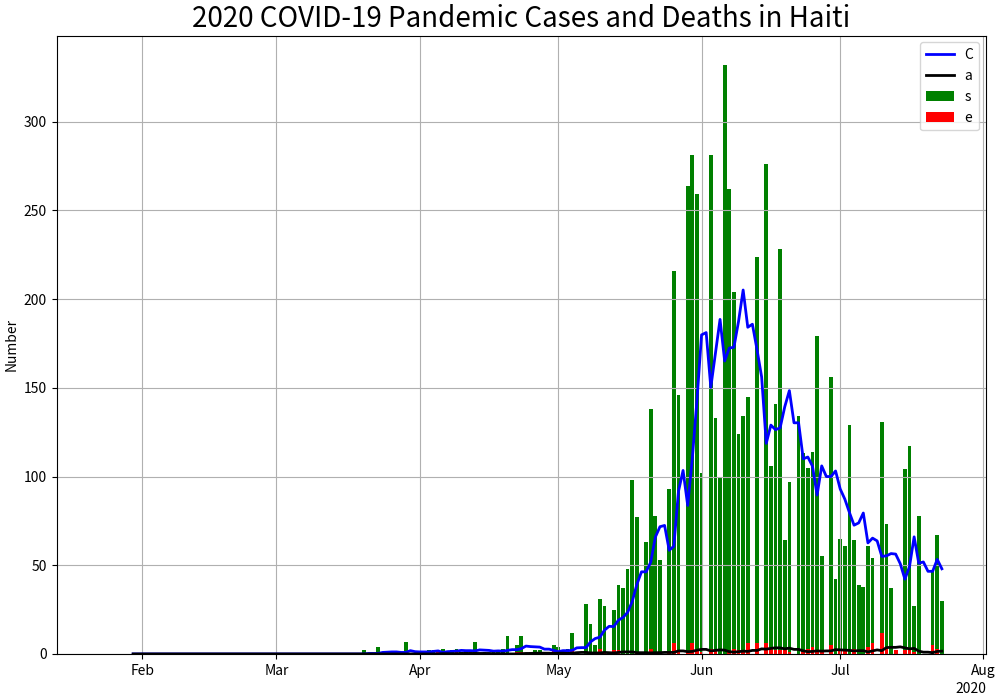 2020 COVID-19 Pandemic Cases and Deaths in Haiti
C
a
s
e
Number
300
250
200
150
100
50
0
Feb
Mar
Apr
May
Jun
Jul
Aug
2020